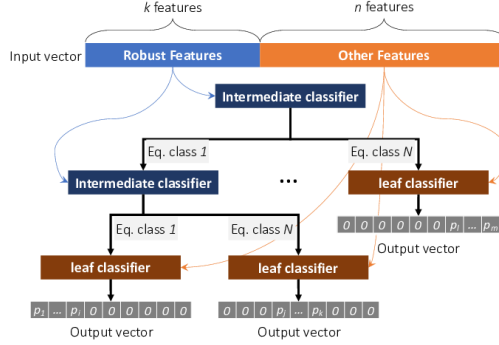 k features
n features
Input vector
Robust Features
Other Features
Intermediate classifier
Eq. class 1
Eq. class N
Intermediate classifier
...
leaf classifier
0 0 0 0 0 0 0 p_l ... p_m
Output vector
Eq. class 1
Eq. class N
leaf classifier
leaf classifier
p_1 ... p_i 0 0 0 0 0 0 0
0 0 0 p_j ... p_k 0 0 0
Output vector
Output vector